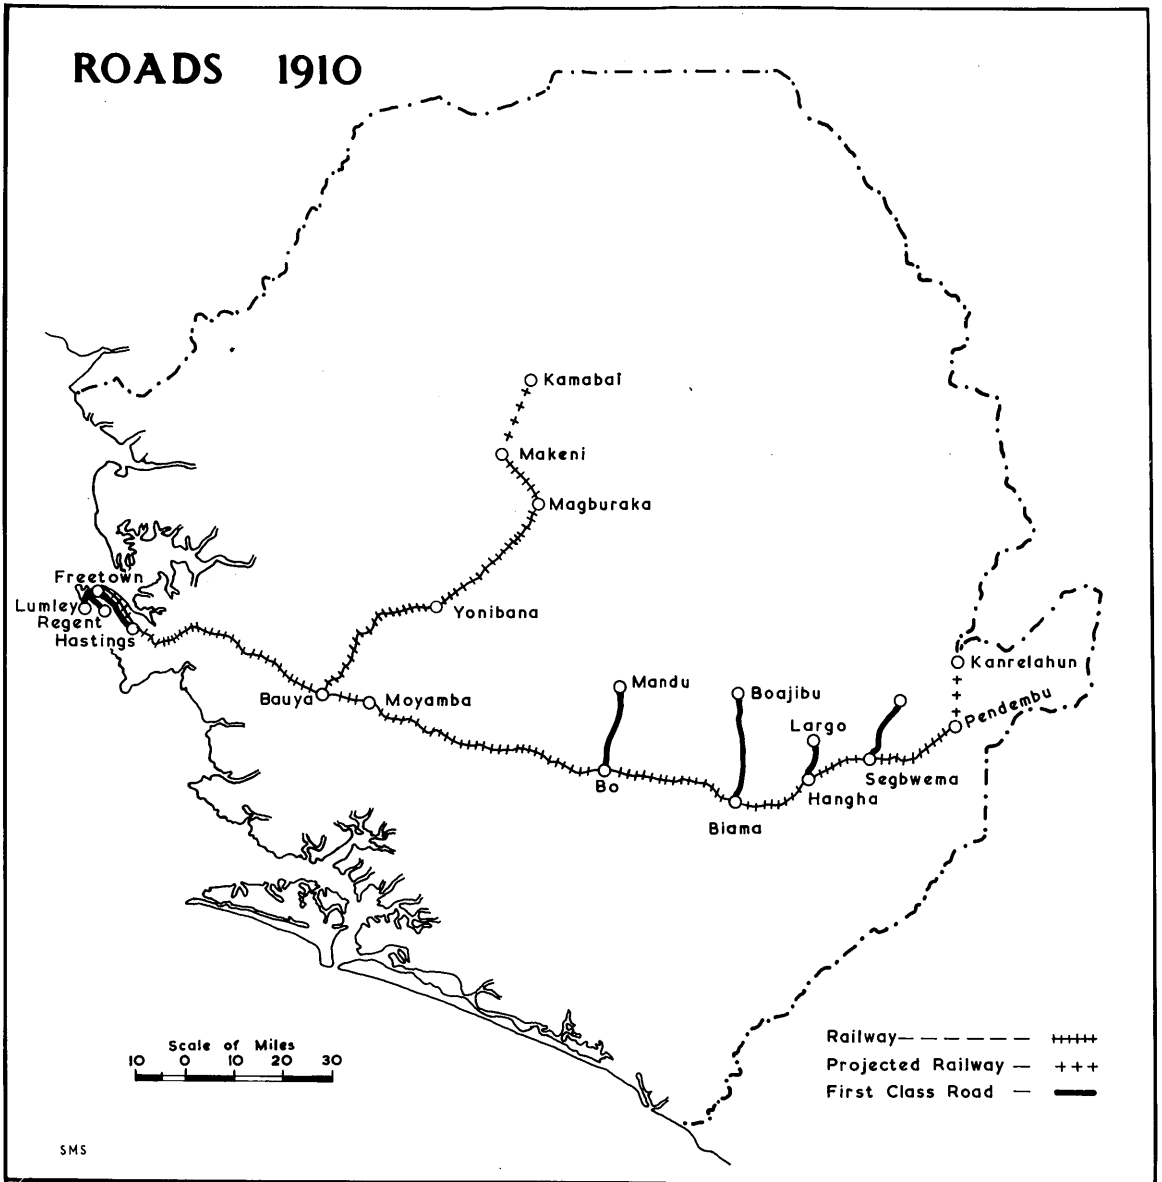 ROADS 1910
Kamabai
Makeni
Magburaka
Freetown
Lumley
Regent
Hastings
Yonibana
Bauya
Moyamba
Mandu
Boajibu
Largo
Kanrelahun
Pendembu
Segbwema
Hangha
Bo
Biama
Scale of Miles
10 0 10 20 30
Railway
Projected Railway
First Class Road
SMS